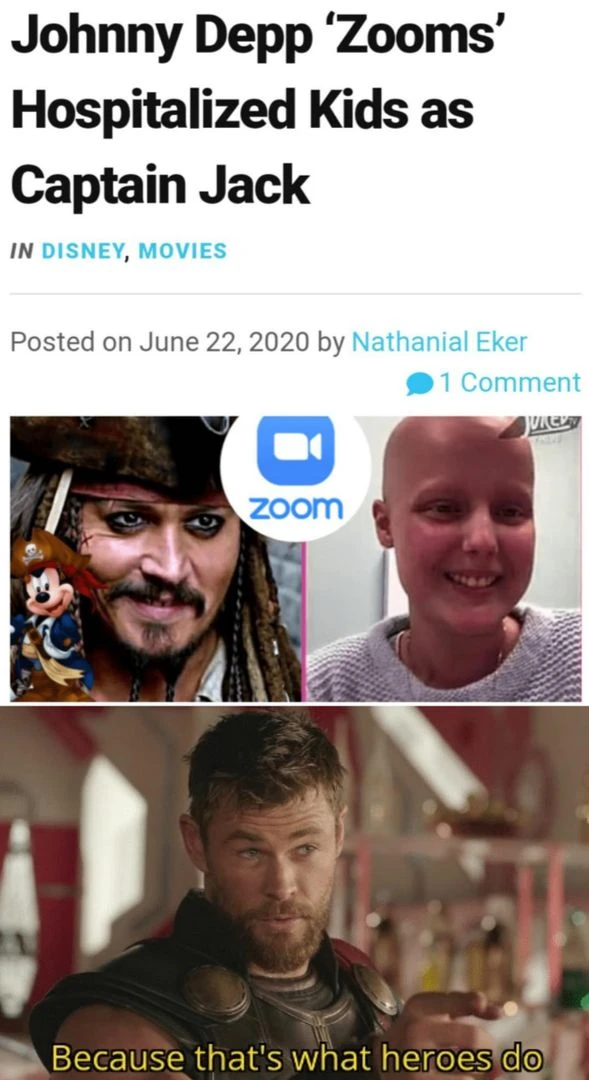 Johnny Depp ‘Zooms’
Hospitalized Kids as
Captain Jack
IN DISNEY, MOVIES
Posted on June 22, 2020 by Nathanial Eker
1 Comment
zoom
Because that's what heroes do